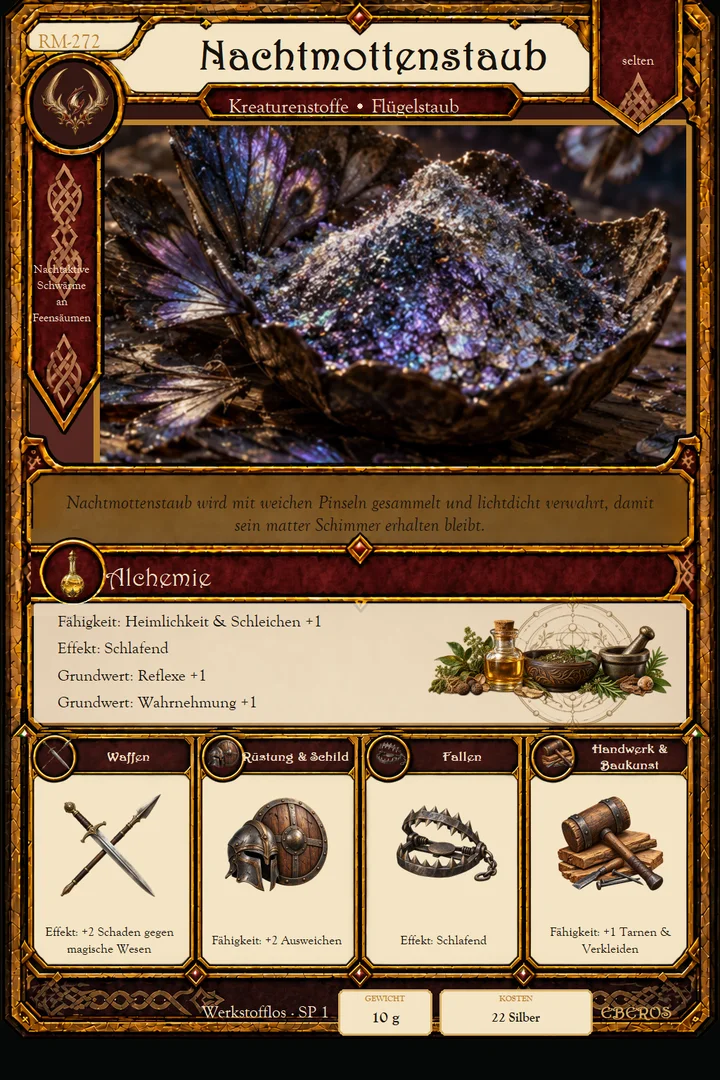 RM-272
Nachtmottenstaub
selten
Kreaturenstoffe • Flügelstaub
Nachtaktive
Schwärme
an
Feensäumen
Nachtmottenstaub wird mit weichen Pinseln gesammelt und lichtdicht verwahrt, damit
sein matter Schimmer erhalten bleibt.
Alchemie
Fähigkeit: Heimlichkeit & Schleichen +1
Effekt: Schlafend
Grundwert: Reflexe +1
Grundwert: Wahrnehmung +1
Waffen
Effekt: +2 Schaden gegen
magische Wesen
Rüstung & Schild
Fähigkeit: +2 Ausweichen
Fallen
Effekt: Schlafend
Handwerk &
Baukunst
Fähigkeit: +1 Tarnen &
Verkleiden
Werkstofflos · SP 1
GEWICHT
10 g
KOSTEN
22 Silber
EBEROS